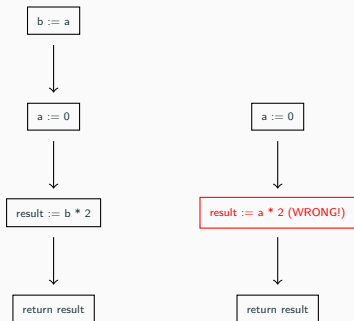 b := a
a := 0
result := b * 2
return result
a := 0
result := a * 2 (WRONG!)
return result